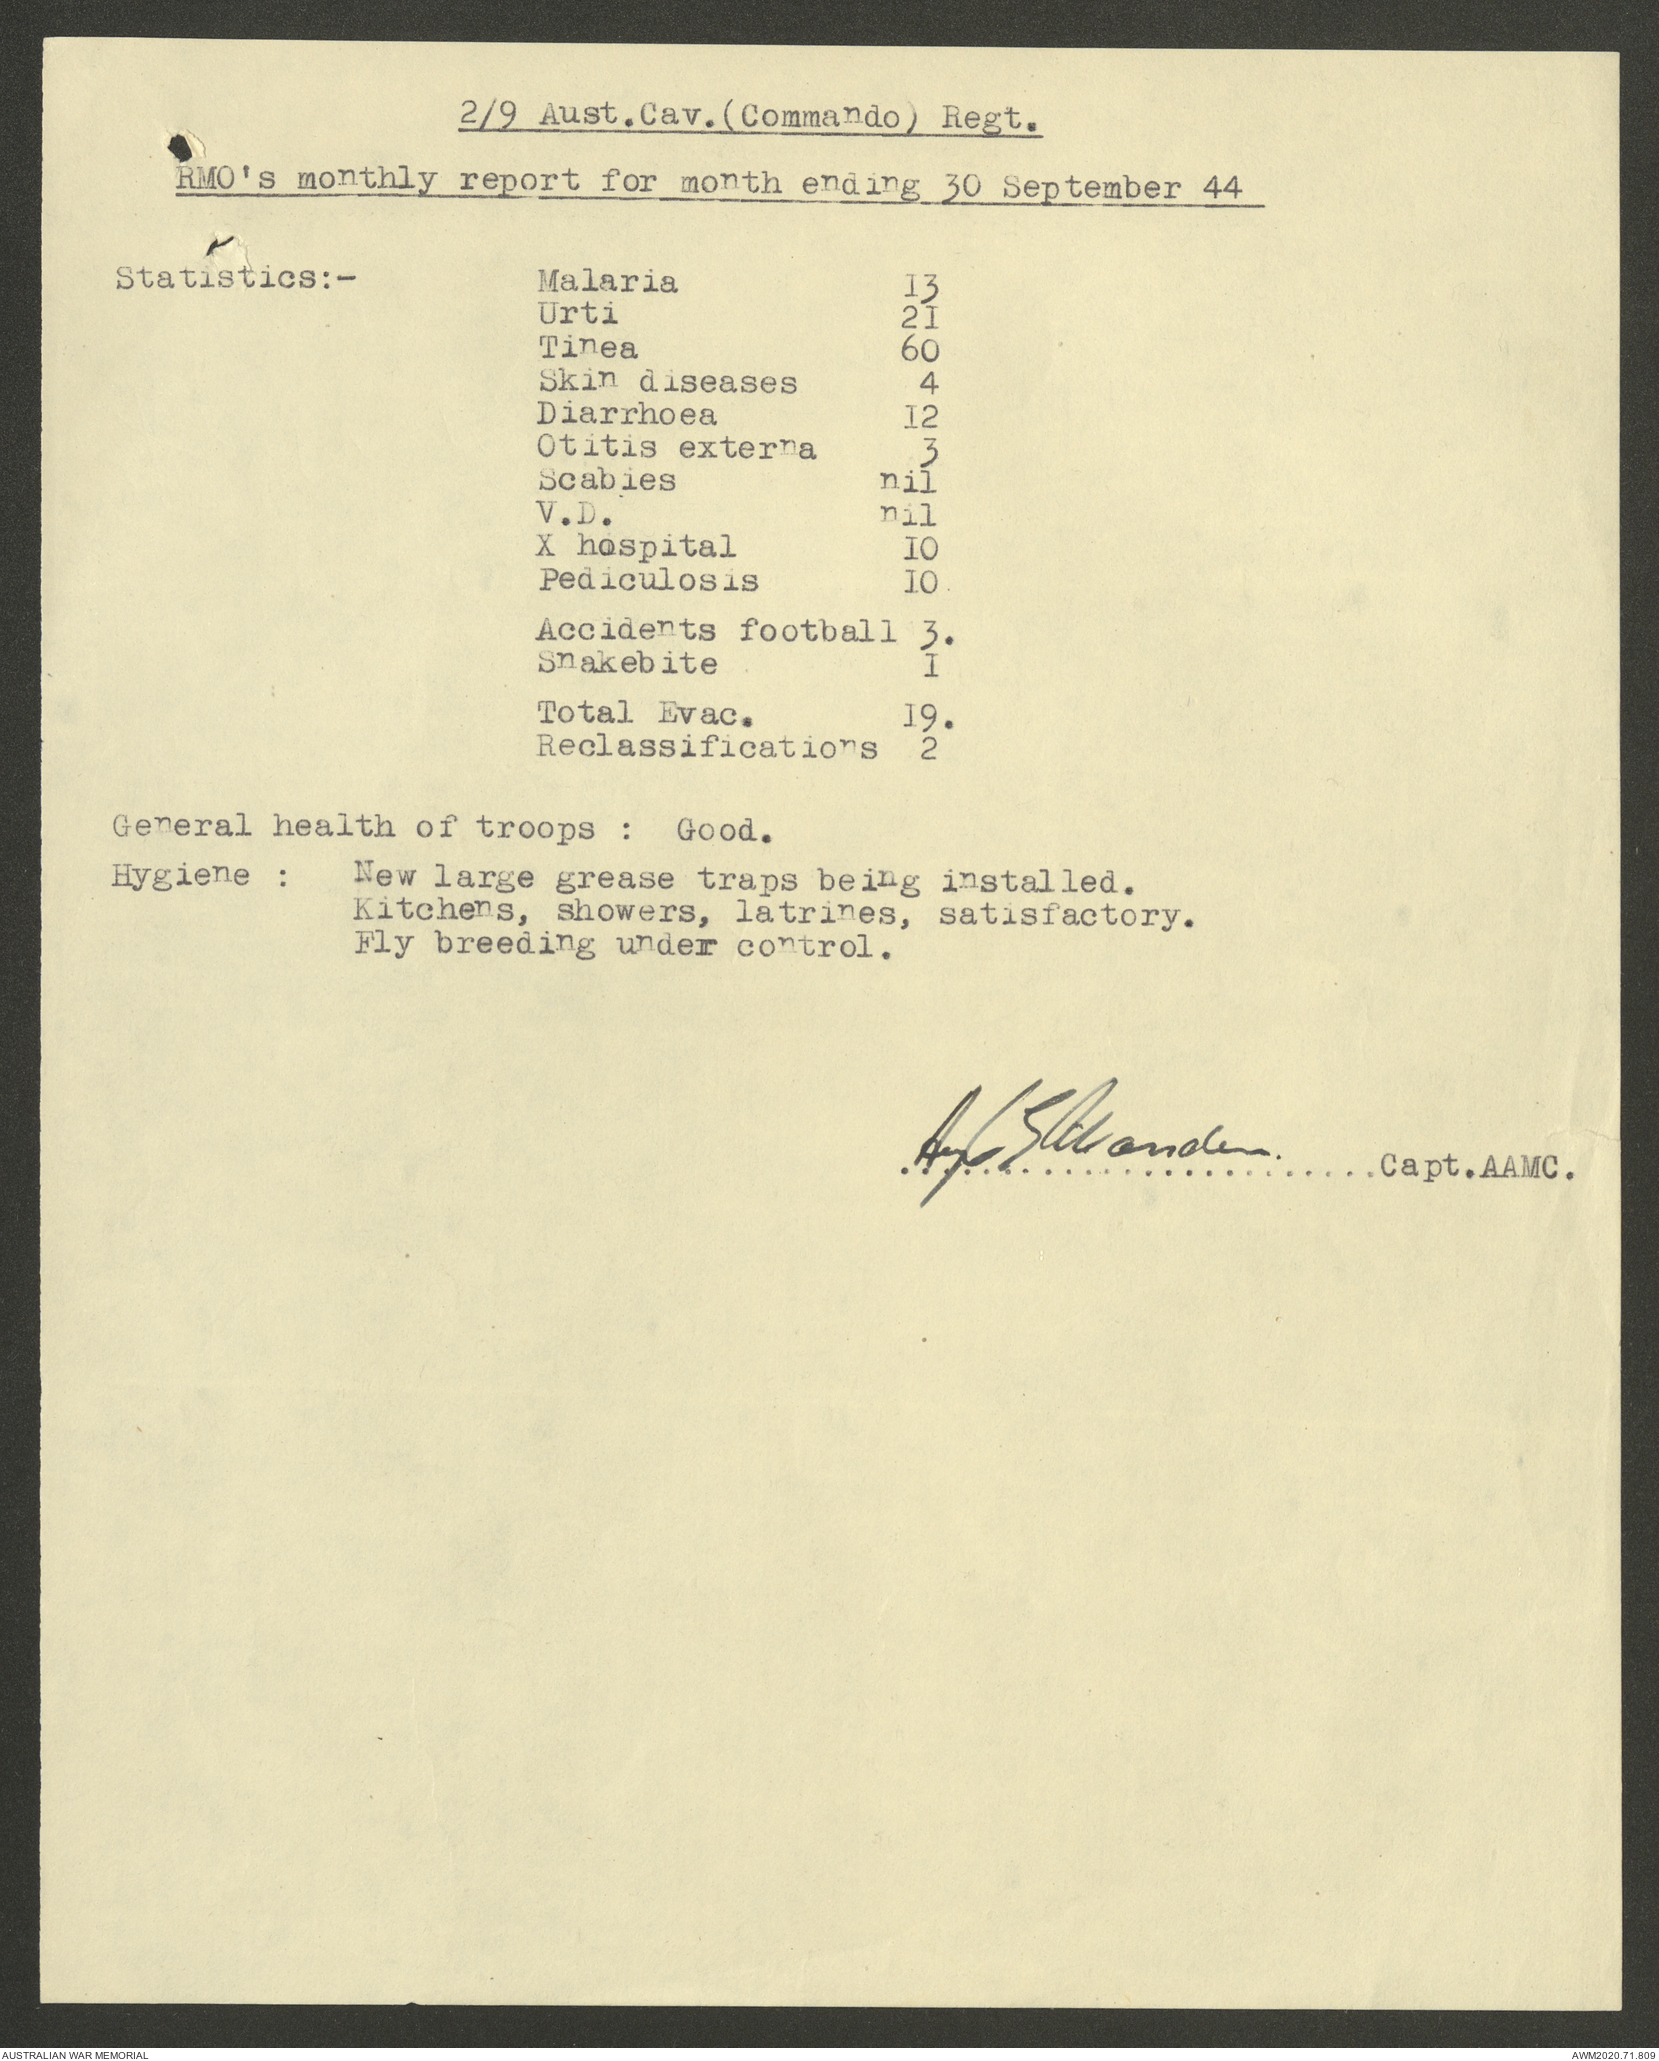 2/9 Aust.Cav.(Commando) Regt.
RMO's monthly report for month ending 30 September 44
Statistics:- Malaria 13
Urti 21
Tinea 60
Skin diseases 4
Diarrhoea 12
Otitis externa 3
Scabies nil
V.D. nil
X hospital 10
Pediculosis 10.
Accidents football 3.
Snakebite 1
Total Evac. 19.
Reclassifications 2
General health of troops : Good.
Hygiene : New large grease traps being installed.
Kitchens, showers, latrines, satisfactory.
Fly breeding under control.
Capt.AAMC.
AUSTRALIAN WAR MEMORIAL
AWM2020.71.809